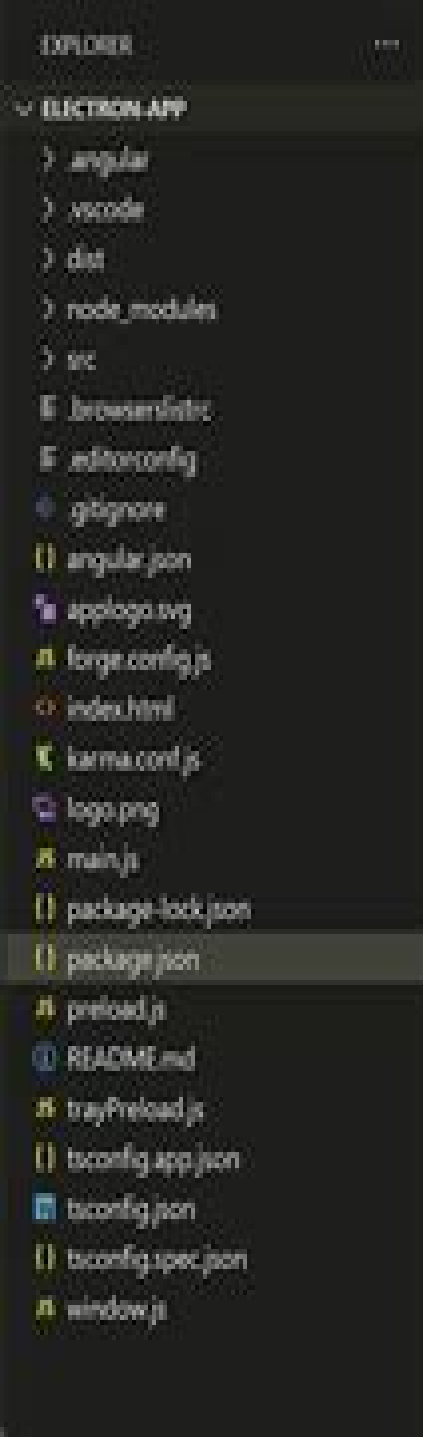 EXPLORER
ELECTRON-APP
.angular
.vscode
dist
node_modules
src
.browserslistrc
.editorconfig
.gitignore
angular.json
applogo.svg
forge.config.js
index.html
karma.conf.js
logo.png
main.js
package-lock.json
package.json
preload.js
README.md
trayPreload.js
tsconfig.app.json
tsconfig.json
tsconfig.spec.json
window.js